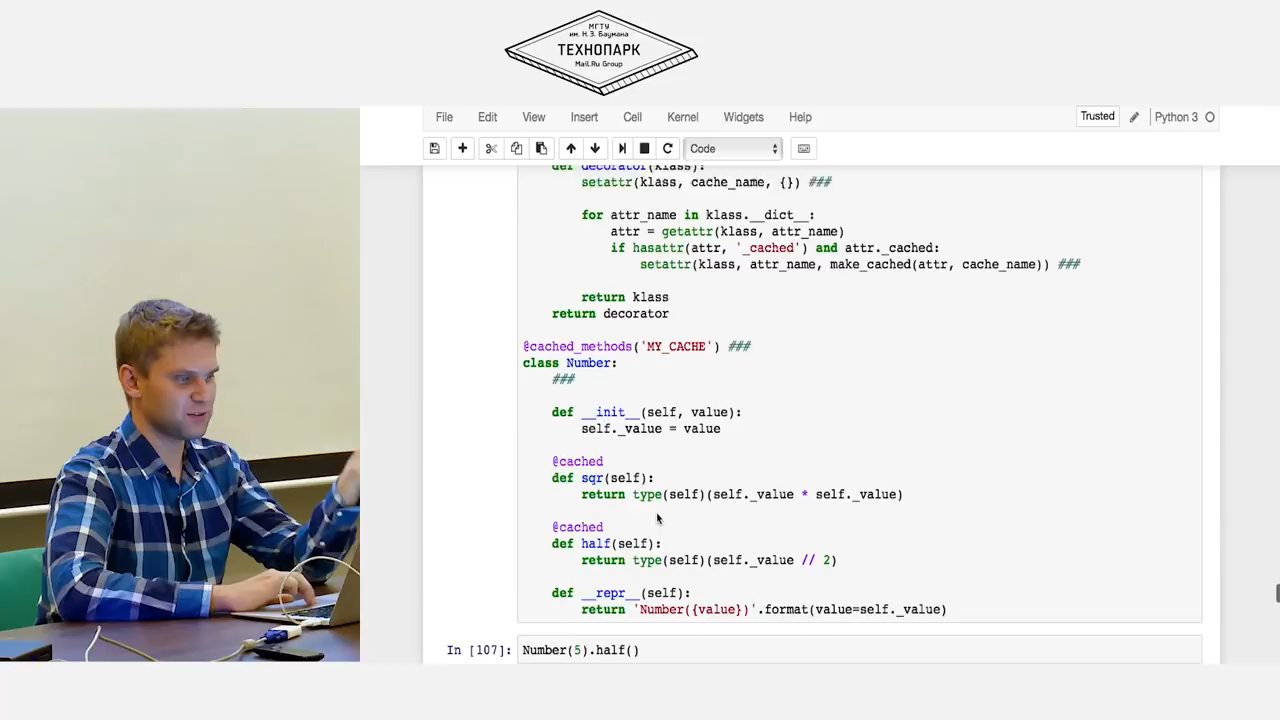 МГТУ
им. Н.Э. Баумана
ТЕХНОПАРК
Mail.Ru Group
File Edit View Insert Cell Kernel Widgets Help
Trusted Python 3
Code
def decorator(klass):
setattr(klass, cache_name, {}) ###
for attr_name in klass.__dict__:
attr = getattr(klass, attr_name)
if hasattr(attr, '_cached') and attr._cached:
setattr(klass, attr_name, make_cached(attr, cache_name)) ###
return klass
return decorator
@cached_methods('MY_CACHE') ###
class Number:
###
def __init__(self, value):
self._value = value
@cached
def sqr(self):
return type(self)(self._value * self._value)
@cached
def half(self):
return type(self)(self._value // 2)
def __repr__(self):
return 'Number({value})'.format(value=self._value)
In [107]: Number(5).half()